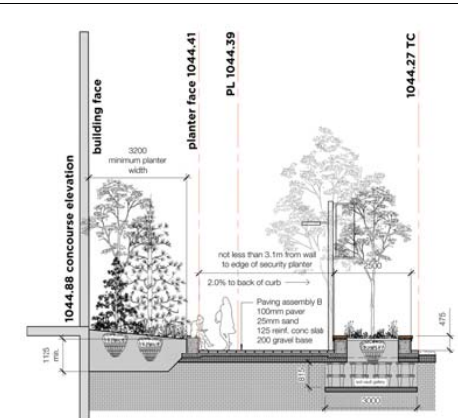 1044.88 concourse elevation
building face
planter face 1044.41
PL 1044.39
1044.27 TC
3200
minimum planter
width
not less than 3.1m from wall
to edge of security planter
2.0% to back of curb
Paving assembly B
100mm paver
25mm sand
125 reinf. conc slab
200 gravel base
475
1125
815
3000